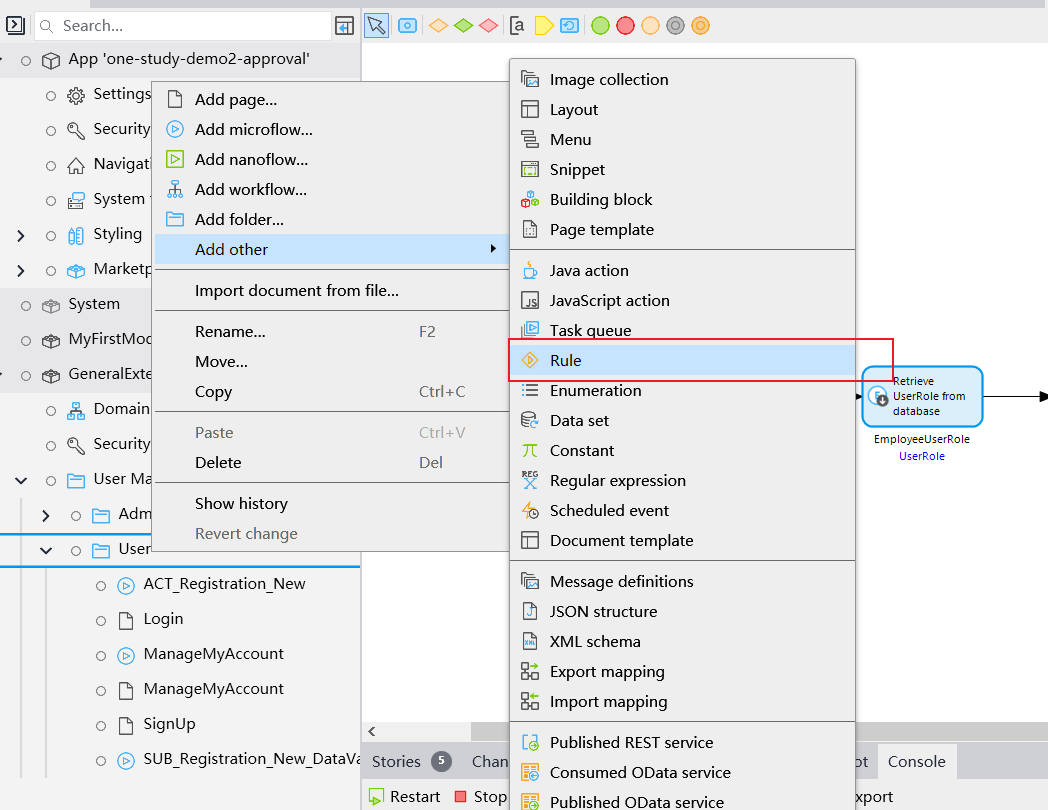 Search...
App 'one-study-demo2-approval'
Settings
Security
Navigati
System
Styling
Marketp
System
MyFirstMod
GeneralExte
Domain
Security
User Ma
Adm
User
ACT_Registration_New
Login
ManageMyAccount
ManageMyAccount
SignUp
SUB_Registration_New_DataVa
Add page...
Add microflow...
Add nanoflow...
Add workflow...
Add folder...
Add other
Import document from file...
Rename... F2
Move...
Copy Ctrl+C
Paste Ctrl+V
Delete Del
Show history
Revert change
Image collection
Layout
Menu
Snippet
Building block
Page template
Java action
JavaScript action
Task queue
Rule
Enumeration
Data set
Constant
Regular expression
Scheduled event
Document template
Message definitions
JSON structure
XML schema
Export mapping
Import mapping
Published REST service
Consumed OData service
Published OData service
Retrieve
UserRole from
database
EmployeeUserRole
UserRole
Stories 5 Chan ot Console
Restart Stop xport